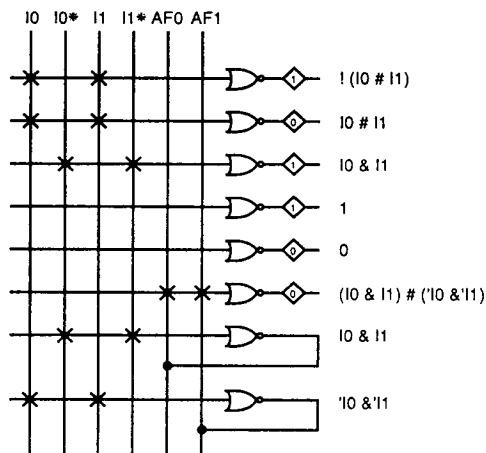 I0 I0* I1 I1* AF0 AF1
1 ! (I0 # I1)
0 I0 # I1
1 I0 & I1
1 1
0 0
0 (I0 & I1) # ('I0 &'I1)
I0 & I1
'I0 &'I1